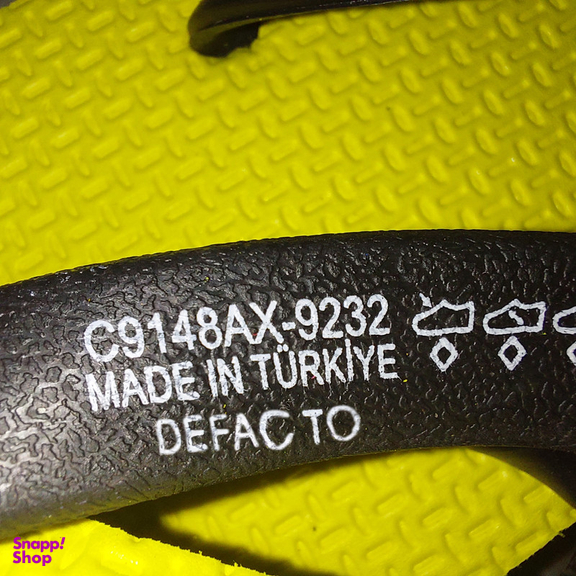 C9148AX-9232
MADE IN TÜRKİYE
DEFACTO
Snapp!
Shop